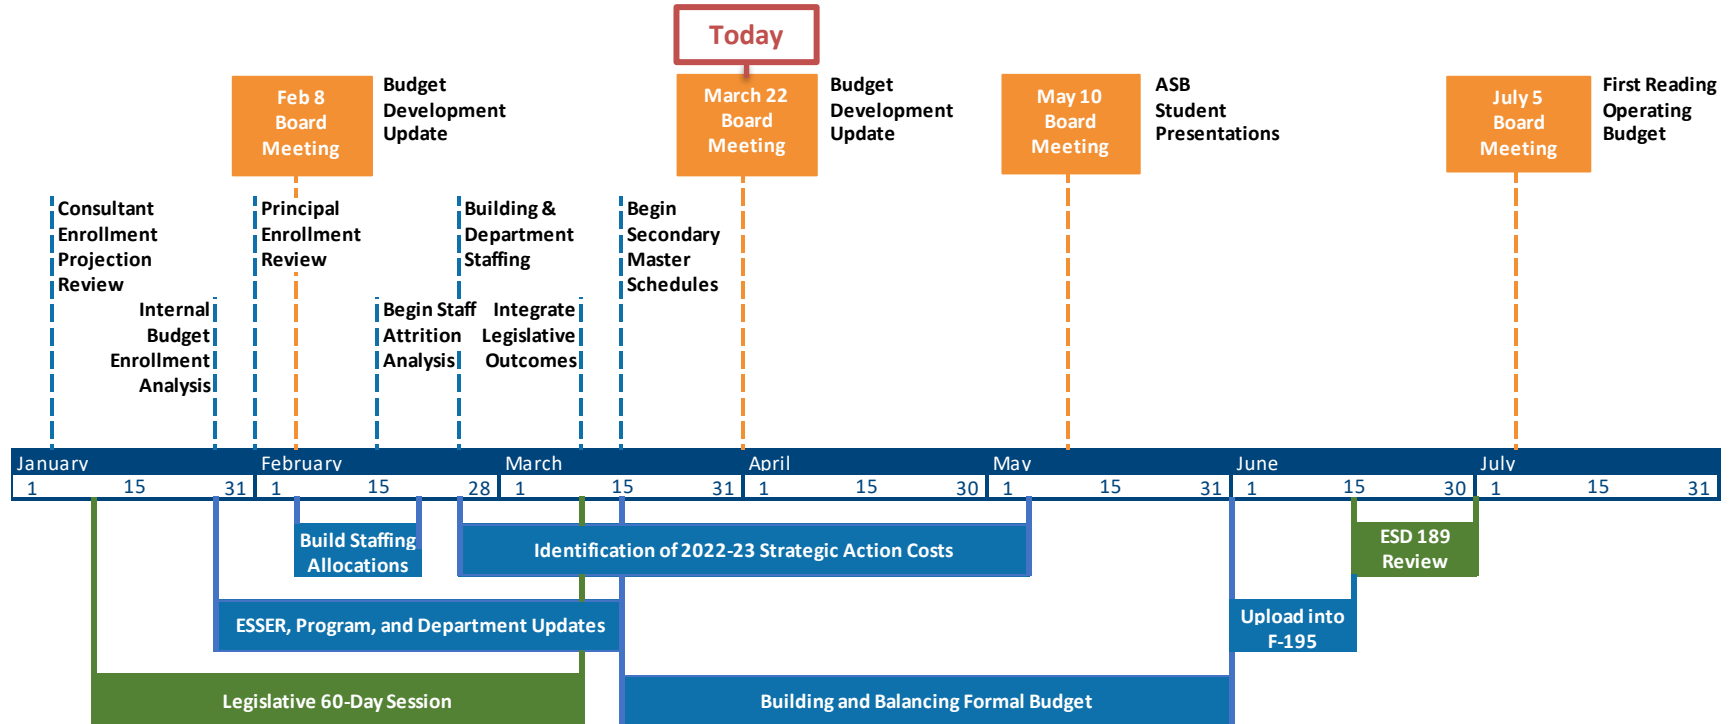 Today
Feb 8
Board
Meeting
Budget
Development
Update
March 22
Board
Meeting
Budget
Development
Update
May 10
Board
Meeting
ASB
Student
Presentations
July 5
Board
Meeting
First Reading
Operating
Budget
Consultant
Enrollment
Projection
Review
Principal
Enrollment
Review
Building &
Department
Staffing
Begin
Secondary
Master
Schedules
Internal
Budget
Enrollment
Analysis
Begin Staff
Attrition
Analysis
Integrate
Legislative
Outcomes
January February March April May June July
1 15 31 1 15 28 1 15 31 1 15 30 1 15 31 1 15 30 1 15 31
Build Staffing
Allocations
Identification of 2022-23 Strategic Action Costs
ESD 189
Review
ESSER, Program, and Department Updates
Upload into
F-195
Legislative 60-Day Session
Building and Balancing Formal Budget